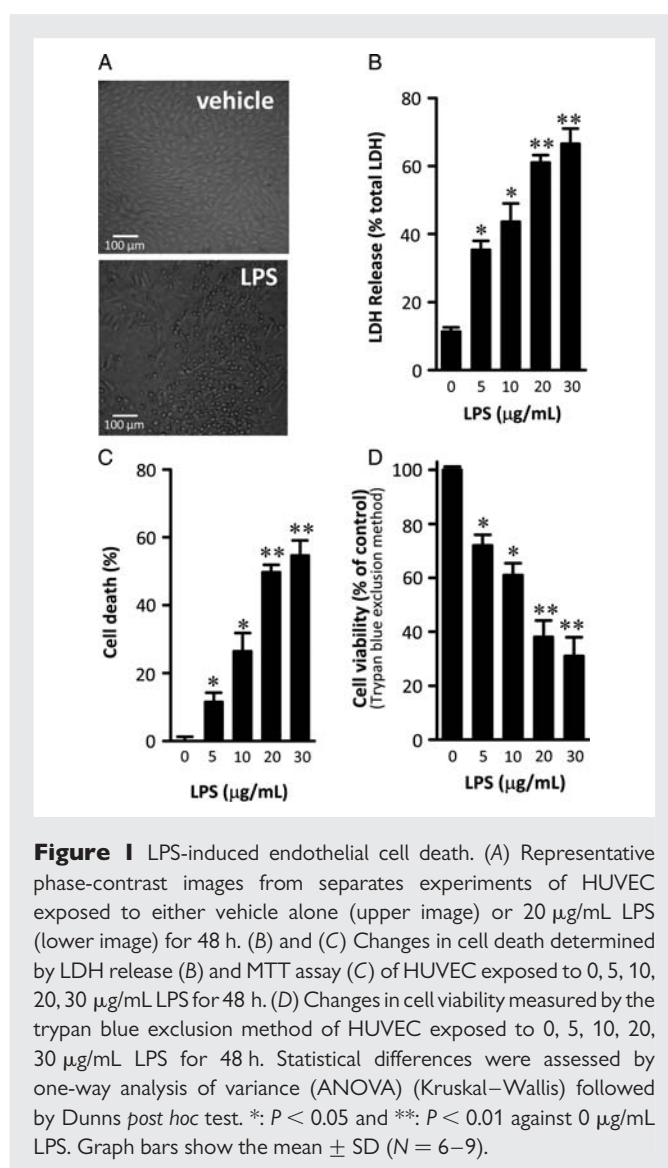 A
vehicle
100 μm
LPS
100 μm
B
LDH Release (% total LDH)
80
60
40
20
0
*
*
**
**
0 5 10 20 30
LPS (μg/mL)
C
Cell death (%)
80
60
40
20
0
*
*
**
**
0 5 10 20 30
LPS (μg/mL)
D
Cell viability (% of control)
(Trypan blue exclusion method)
100
80
60
40
20
0
*
*
**
**
0 5 10 20 30
LPS (μg/mL)
Figure 1 LPS-induced endothelial cell death. (A) Representative
phase-contrast images from separates experiments of HUVEC
exposed to either vehicle alone (upper image) or 20 μg/mL LPS
(lower image) for 48 h. (B) and (C) Changes in cell death determined
by LDH release (B) and MTT assay (C) of HUVEC exposed to 0, 5, 10,
20, 30 μg/mL LPS for 48 h. (D) Changes in cell viability measured by the
trypan blue exclusion method of HUVEC exposed to 0, 5, 10, 20,
30 μg/mL LPS for 48 h. Statistical differences were assessed by
one-way analysis of variance (ANOVA) (Kruskal–Wallis) followed
by Dunns post hoc test. *: P < 0.05 and **: P < 0.01 against 0 μg/mL
LPS. Graph bars show the mean ± SD (N = 6–9).